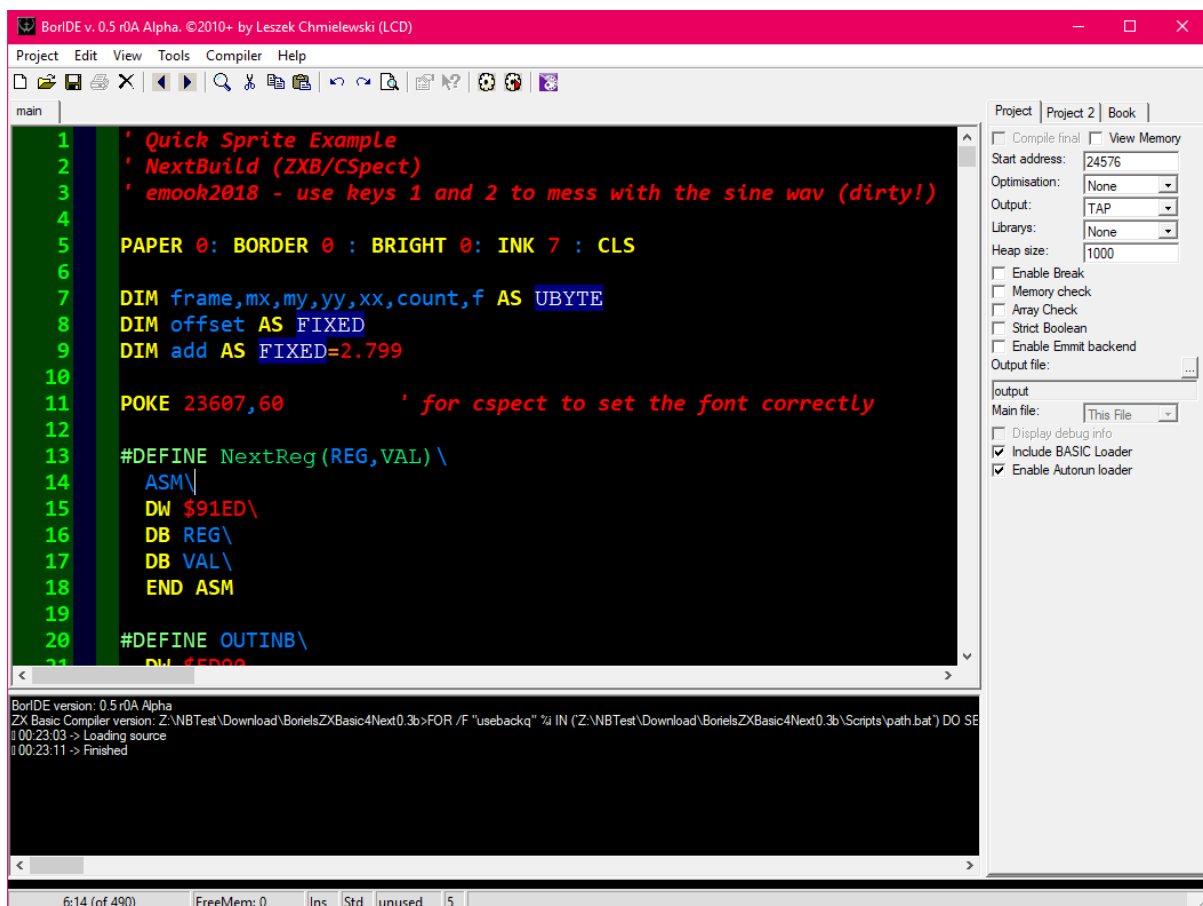 BorIDE v. 0.5 r0A Alpha. ©2010+ by Leszek Chmielewski (LCD)
Project Edit View Tools Compiler Help
main
1 ' Quick Sprite Example
2 ' NextBuild (ZXB/CSpect)
3 ' emook2018 - use keys 1 and 2 to mess with the sine wav (dirty!)
4
5 PAPER 0: BORDER 0 : BRIGHT 0: INK 7 : CLS
6
7 DIM frame,mx,my,yy,xx,count,f AS UBYTE
8 DIM offset AS FIXED
9 DIM add AS FIXED=2.799
10
11 POKE 23607,60 ' for cspect to set the font correctly
12
13 #DEFINE NextReg(REG,VAL)\
14 ASM\
15 DW $91ED\
16 DB REG\
17 DB VAL\
18 END ASM
19
20 #DEFINE OUTINB\
21 DW $ED90
BorIDE version: 0.5 r0A Alpha
ZX Basic Compiler version: Z:\NBTest\Download\BorielsZXBasic4Next0.3b>FOR /F "usebackq" %i IN (`Z:\NBTest\Download\BorielsZXBasic4Next0.3b\Scripts\path.bat`) DO SE
00:23:03 -> Loading source
00:23:11 -> Finished
Project Project 2 Book
Compile final View Memory
Start address: 24576
Optimisation: None
Output: TAP
Librarys: None
Heap size: 1000
Enable Break
Memory check
Array Check
Strict Boolean
Enable Emmit backend
Output file: ...
output
Main file: This File
Display debug info
Include BASIC Loader
Enable Autorun loader
6:14 (of 490) FreeMem: 0 Ins Std unused 5